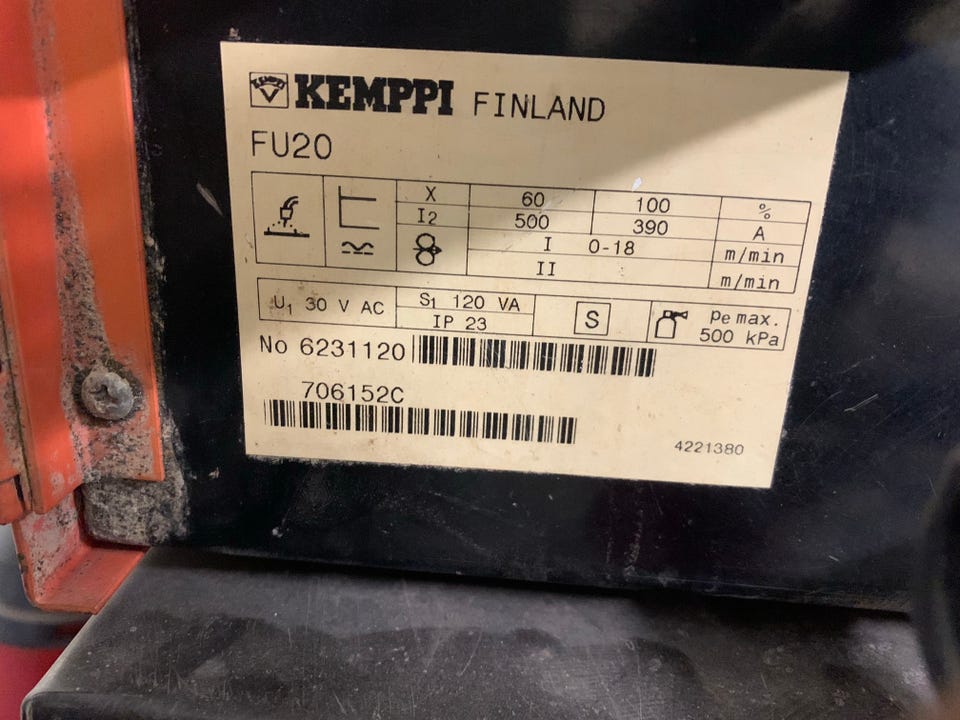 KEMPPI FINLAND
FU20
X 60 100 %
I2 500 390 A
I 0-18 m/min
II m/min
U1 30 V AC S1 120 VA S Pe max.
IP 23 500 kPa
No 6231120
706152C
4221380